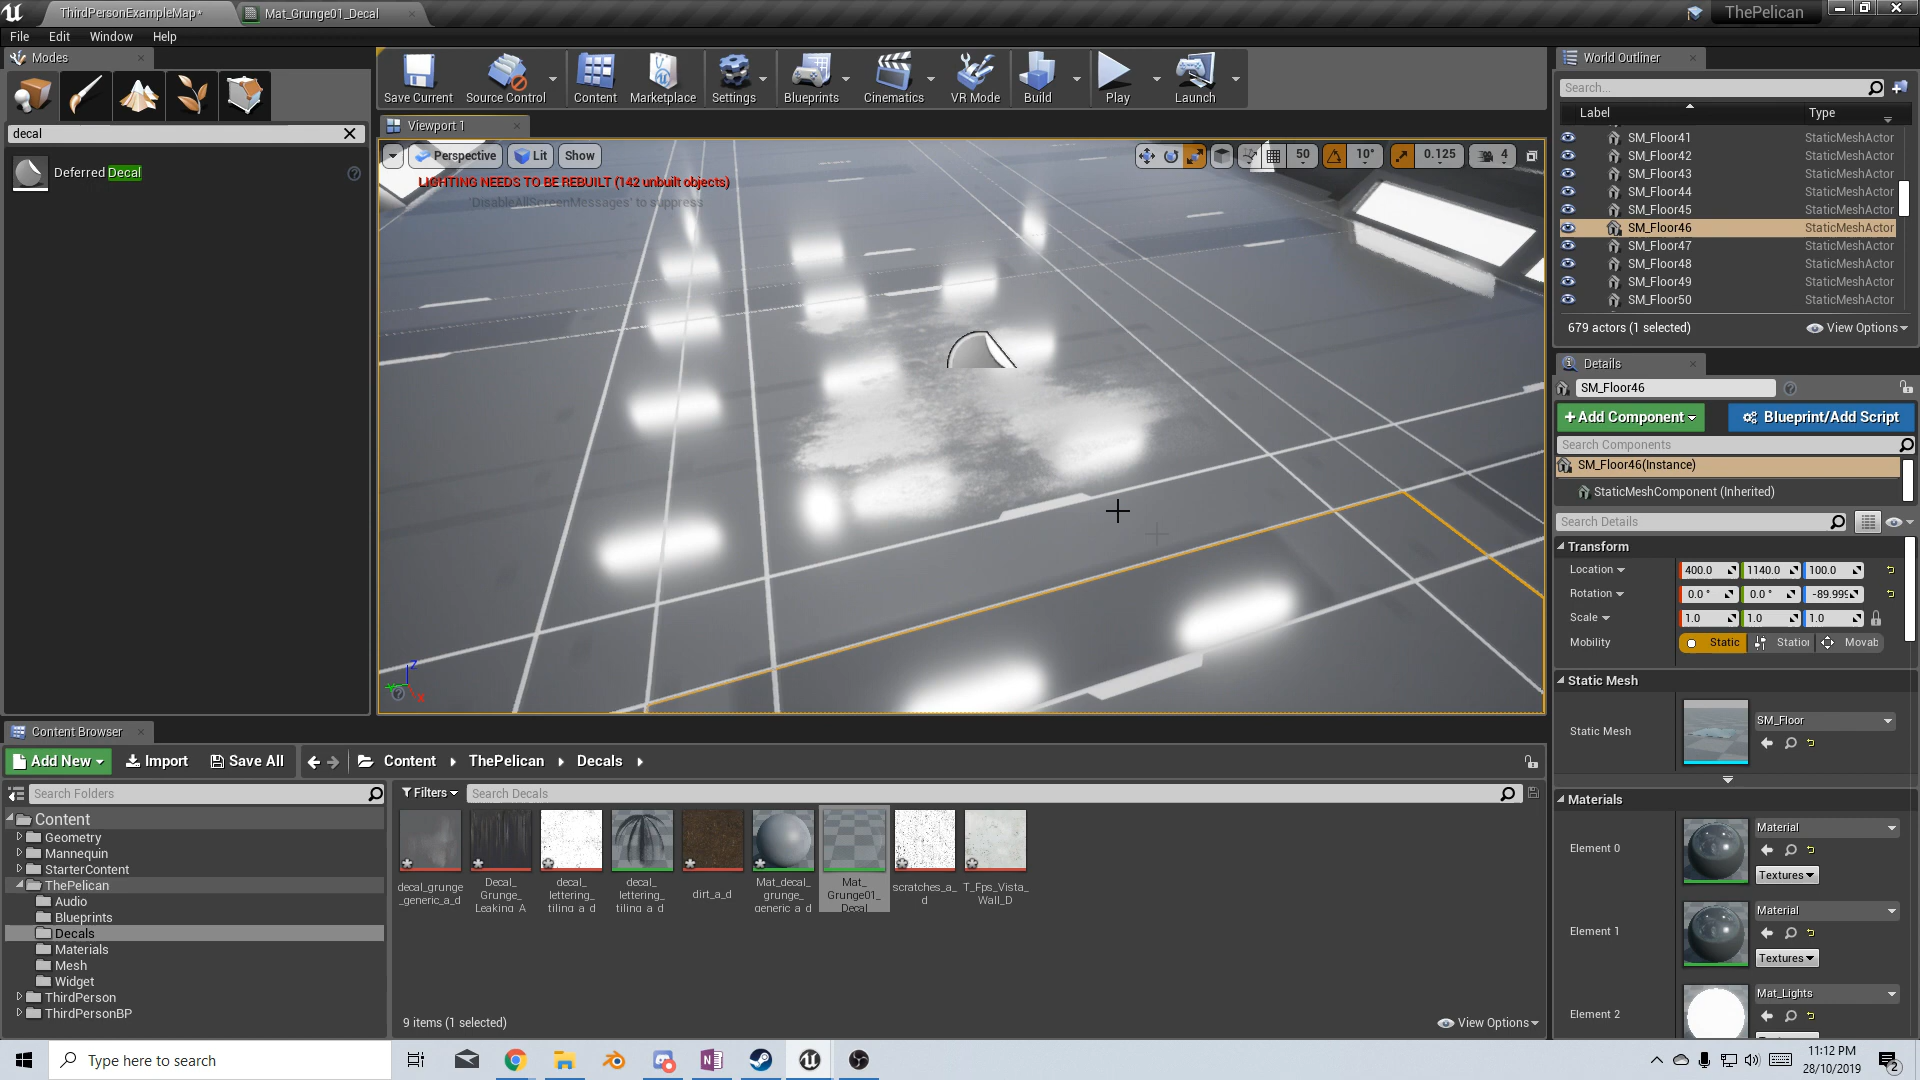 ThirdPersonExampleMap*
Mat_Grunge01_Decal
ThePelican
File Edit Window Help
Modes
decal
Deferred Decal
Save Current
Source Control
Content
Marketplace
Settings
Blueprints
Cinematics
VR Mode
Build
Play
Launch
Viewport 1
Perspective
Lit
Show
50
10°
0.125
4
LIGHTING NEEDS TO BE REBUILT (142 unbuilt objects)
'DisableAllScreenMessages' to suppress
World Outliner
Search...
Label Type
SM_Floor41 StaticMeshActor
SM_Floor42 StaticMeshActor
SM_Floor43 StaticMeshActor
SM_Floor44 StaticMeshActor
SM_Floor45 StaticMeshActor
SM_Floor46 StaticMeshActor
SM_Floor47 StaticMeshActor
SM_Floor48 StaticMeshActor
SM_Floor49 StaticMeshActor
SM_Floor50 StaticMeshActor
679 actors (1 selected)
View Options
Details
SM_Floor46
+Add Component
Blueprint/Add Script
Search Components
SM_Floor46(Instance)
StaticMeshComponent (Inherited)
Search Details
Transform
Location 400.0 1140.0 100.0
Rotation 0.0 ° 0.0 ° -89.999
Scale 1.0 1.0 1.0
Mobility Static Station Movab
Static Mesh
Static Mesh
SM_Floor
Materials
Element 0
Material
Textures
Element 1
Material
Textures
Element 2
Mat_Lights
Content Browser
Add New
Import
Save All
Content
ThePelican
Decals
Search Folders
Filters
Search Decals
Content
Geometry
Mannequin
StarterContent
ThePelican
Audio
Blueprints
Decals
Materials
Mesh
Widget
ThirdPerson
ThirdPersonBP
decal_grunge
_generic_a_d
Decal_
Grunge_
Leaking_A
decal_
lettering_
tiling_a_d
decal_
lettering_
tiling_a_d
dirt_a_d
Mat_decal_
grunge_
generic_a_d
Mat_
Grunge01_
Decal
scratches_a_
d
T_Fps_Vista_
Wall_D
9 items (1 selected)
View Options
Type here to search
11:12 PM
28/10/2019
2
X
Z